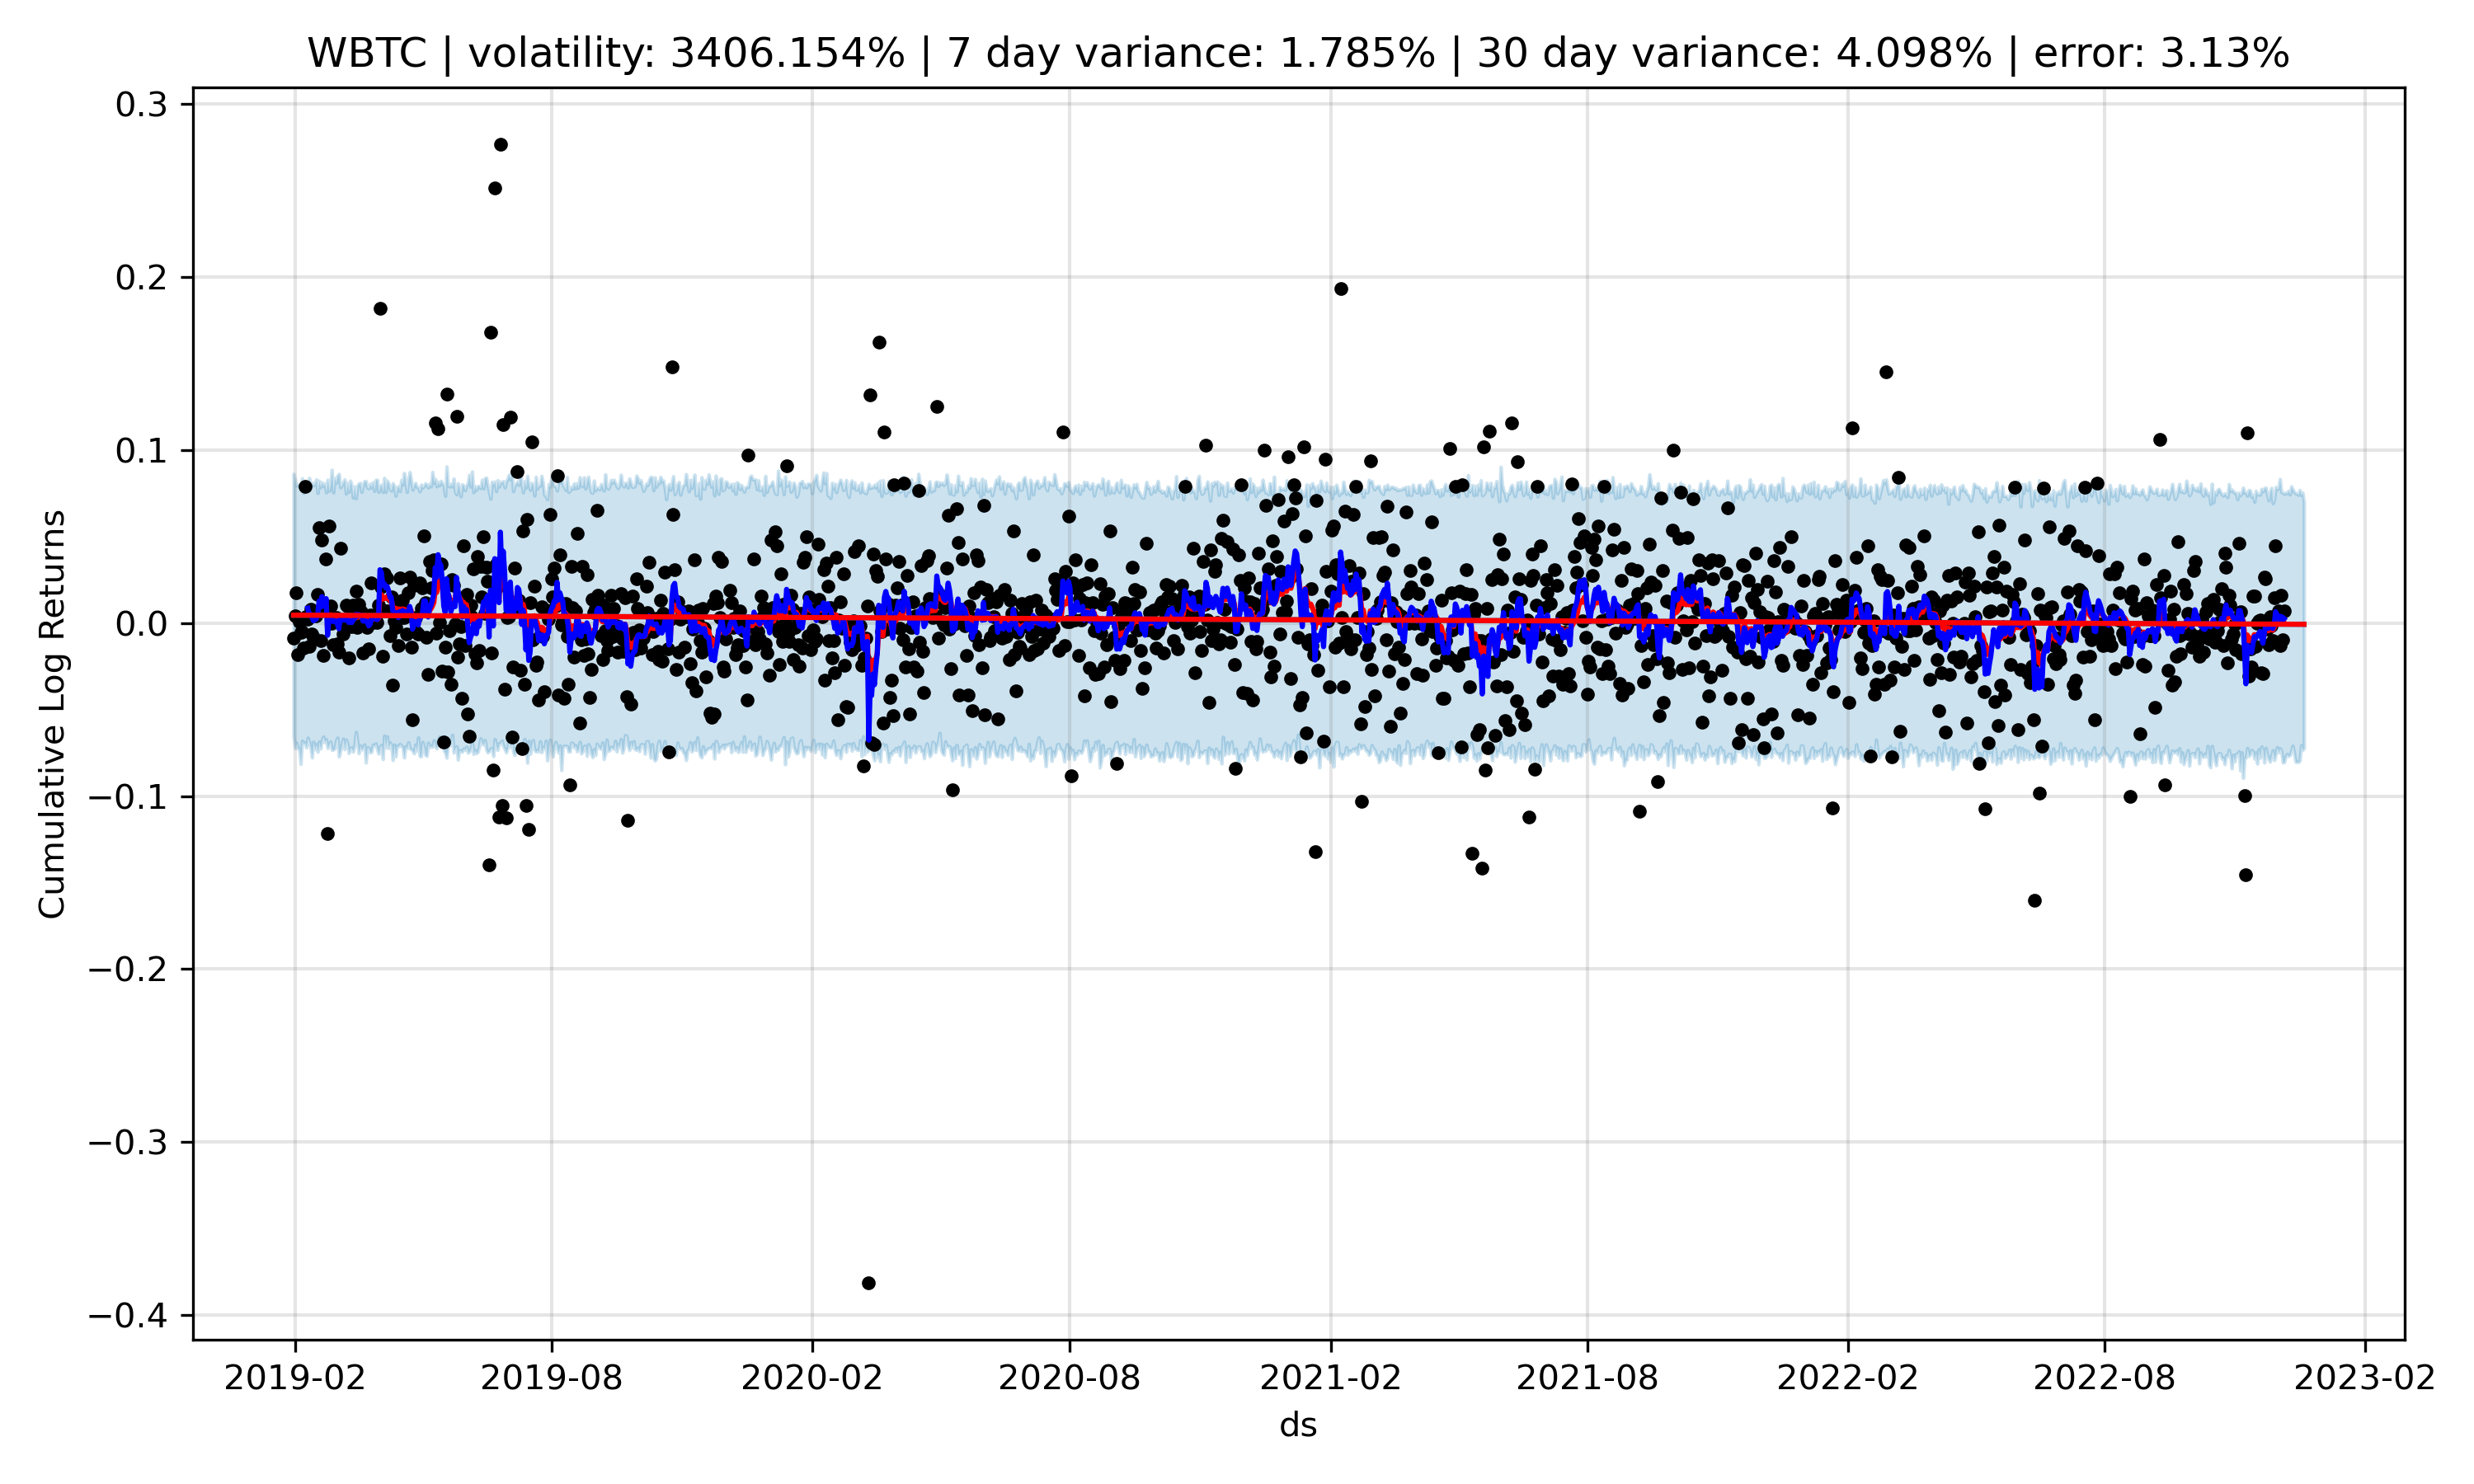 WBTC | volatility: 3406.154% | 7 day variance: 1.785% | 30 day variance: 4.098% | error: 3.13%
Cumulative Log Returns
0.3
0.2
0.1
0.0
−0.1
−0.2
−0.3
−0.4
2019-02 2019-08 2020-02 2020-08 2021-02 2021-08 2022-02 2022-08 2023-02
ds